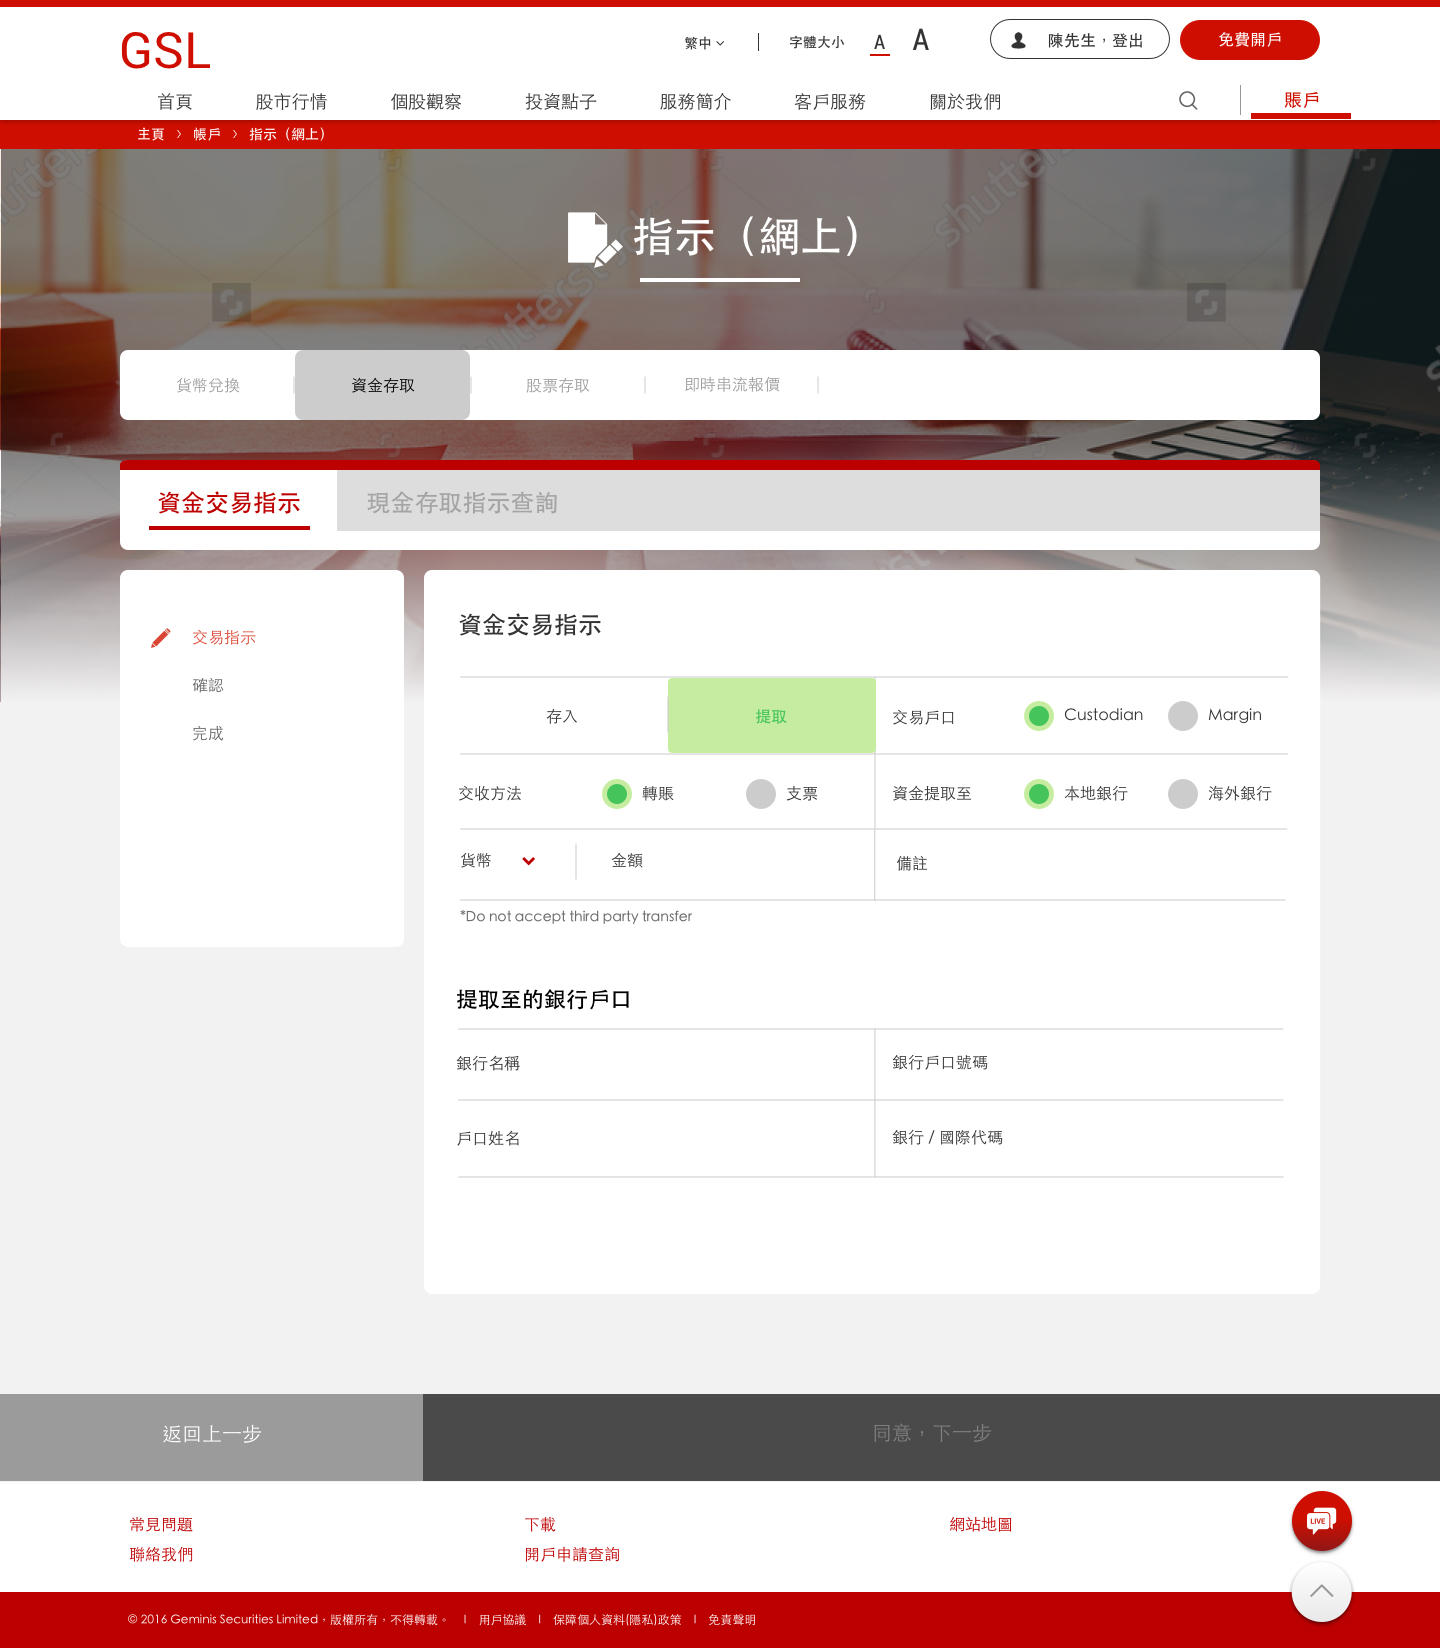 GSL
繁中
字體大小
A
A
陳先生，登出
免費開戶
首頁 股市行情 個股觀察 投資點子 服務簡介 客戶服務 關於我們
賬戶
主頁 > 帳戶 > 指示（網上）
指示（網上）
貨幣兌換 資金存取 股票存取 即時串流報價
資金交易指示 現金存取指示查詢
交易指示
確認
完成
資金交易指示
存入 提取 交易戶口 Custodian Margin
交收方法 轉賬 支票 資金提取至 本地銀行 海外銀行
貨幣 金額 備註
*Do not accept third party transfer
提取至的銀行戶口
銀行名稱 銀行戶口號碼
戶口姓名 銀行 / 國際代碼
返回上一步 同意，下一步
常見問題 下載 網站地圖
聯絡我們 開戶申請查詢
LIVE
© 2016 Geminis Securities Limited，版權所有，不得轉載。 | 用戶協議 | 保障個人資料(隱私)政策 | 免責聲明